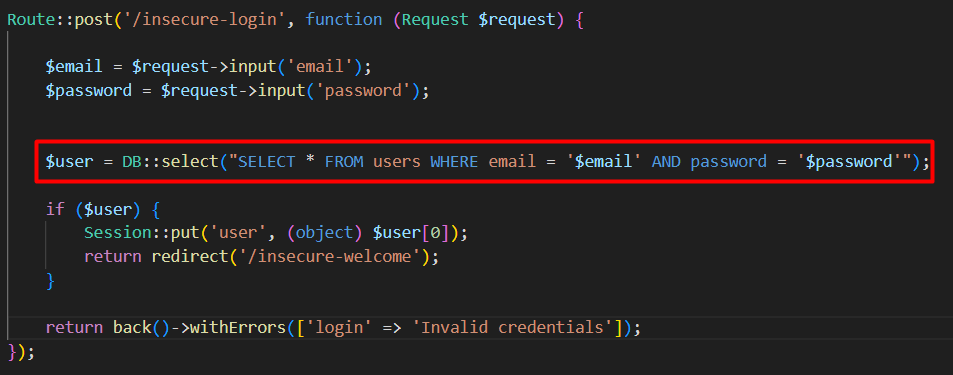 Route::post('/insecure-login', function (Request $request) {
$email = $request->input('email');
$password = $request->input('password');
$user = DB::select("SELECT * FROM users WHERE email = '$email' AND password = '$password'");
if ($user) {
Session::put('user', (object) $user[0]);
return redirect('/insecure-welcome');
}
return back()->withErrors(['login' => 'Invalid credentials']);
});